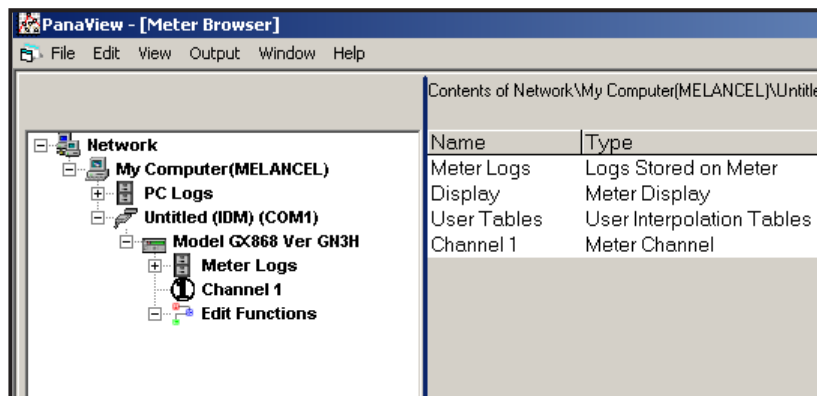 PanaView - [Meter Browser]
File Edit View Output Window Help
Contents of Network\My Computer(MELANCEL)\Untitle
Network
My Computer(MELANCEL)
PC Logs
Untitled (IDM) (COM1)
Model GX868 Ver GN3H
Meter Logs
1 Channel 1
Edit Functions
Name Type
Meter Logs Logs Stored on Meter
Display Meter Display
User Tables User Interpolation Tables
Channel 1 Meter Channel